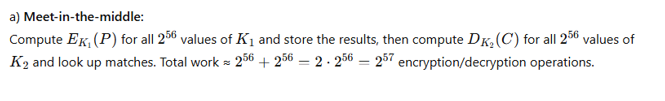 a) Meet-in-the-middle:
Compute E_{K_1}(P) for all 2^{56} values of K_1 and store the results, then compute D_{K_2}(C) for all 2^{56} values of
K_2 and look up matches. Total work ≈ 2^{56} + 2^{56} = 2 · 2^{56} = 2^{57} encryption/decryption operations.